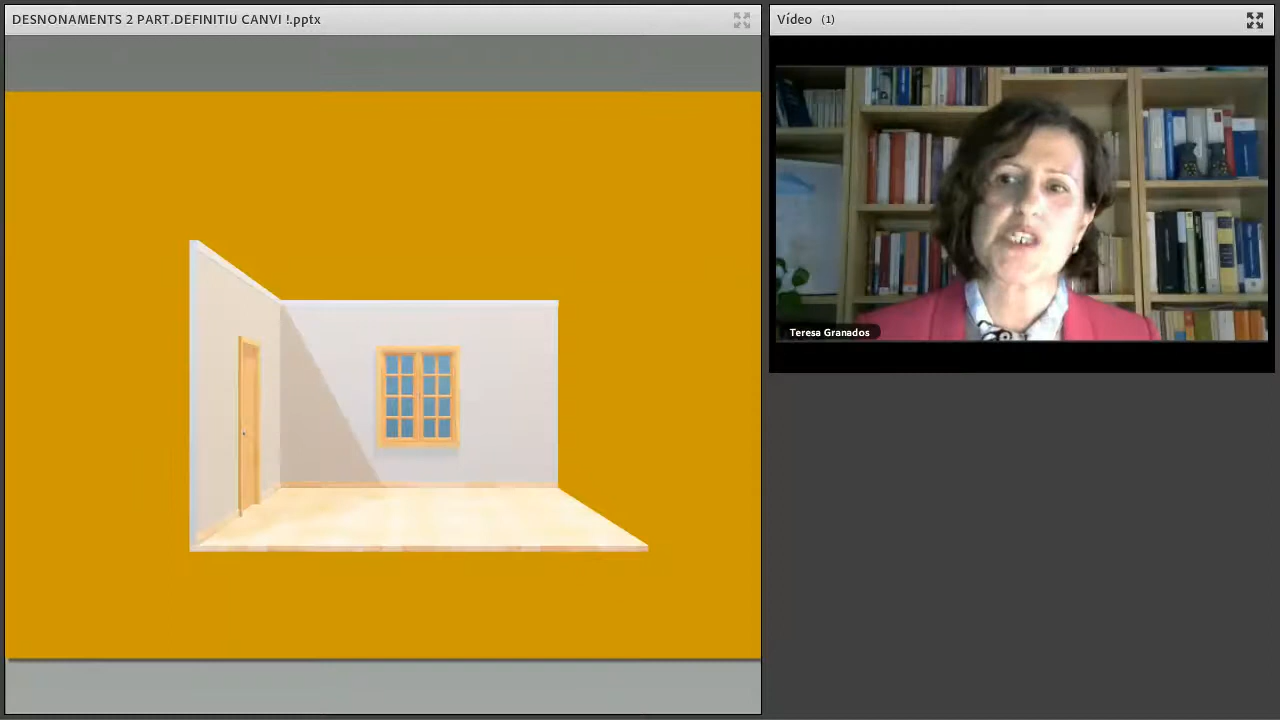 DESNONAMENTS 2 PART.DEFINITIU CANVI !.pptx
Vídeo (1)
Teresa Granados